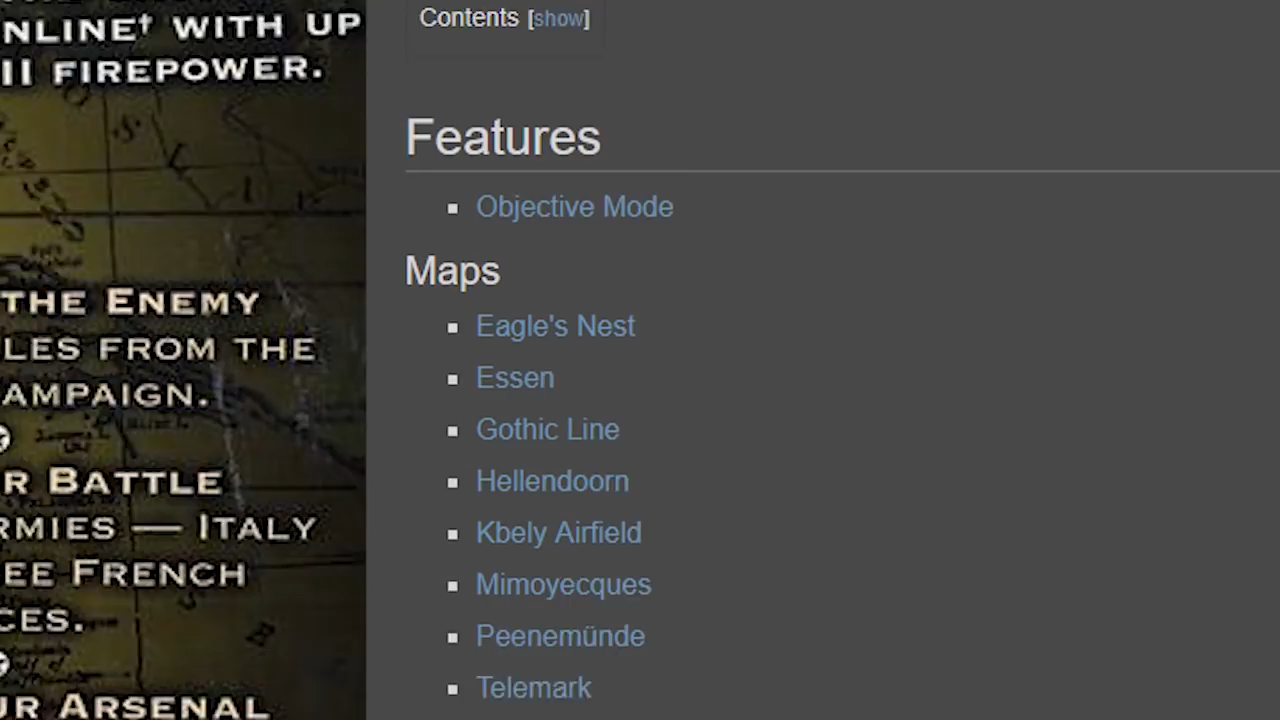 NLINE† WITH UP
II FIREPOWER.
THE ENEMY
LES FROM THE
AMPAIGN.
R BATTLE
RMIES — ITALY
EE FRENCH
CES.
UR ARSENAL
Contents [show]
Features
Objective Mode
Maps
Eagle's Nest
Essen
Gothic Line
Hellendoorn
Kbely Airfield
Mimoyecques
Peenemünde
Telemark